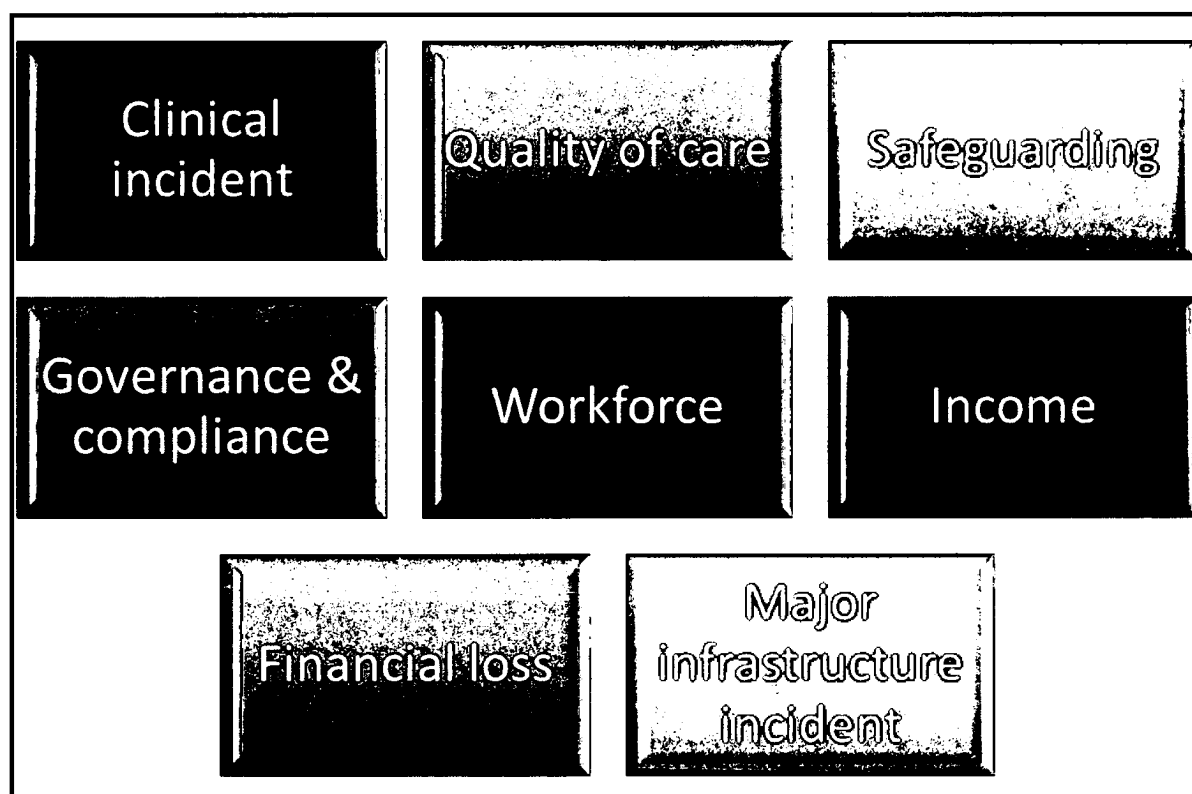 Clinical
incident
Quality of care
Safeguarding
Governance &
compliance
Workforce
Income
Financial loss
Major
infrastructure
incident